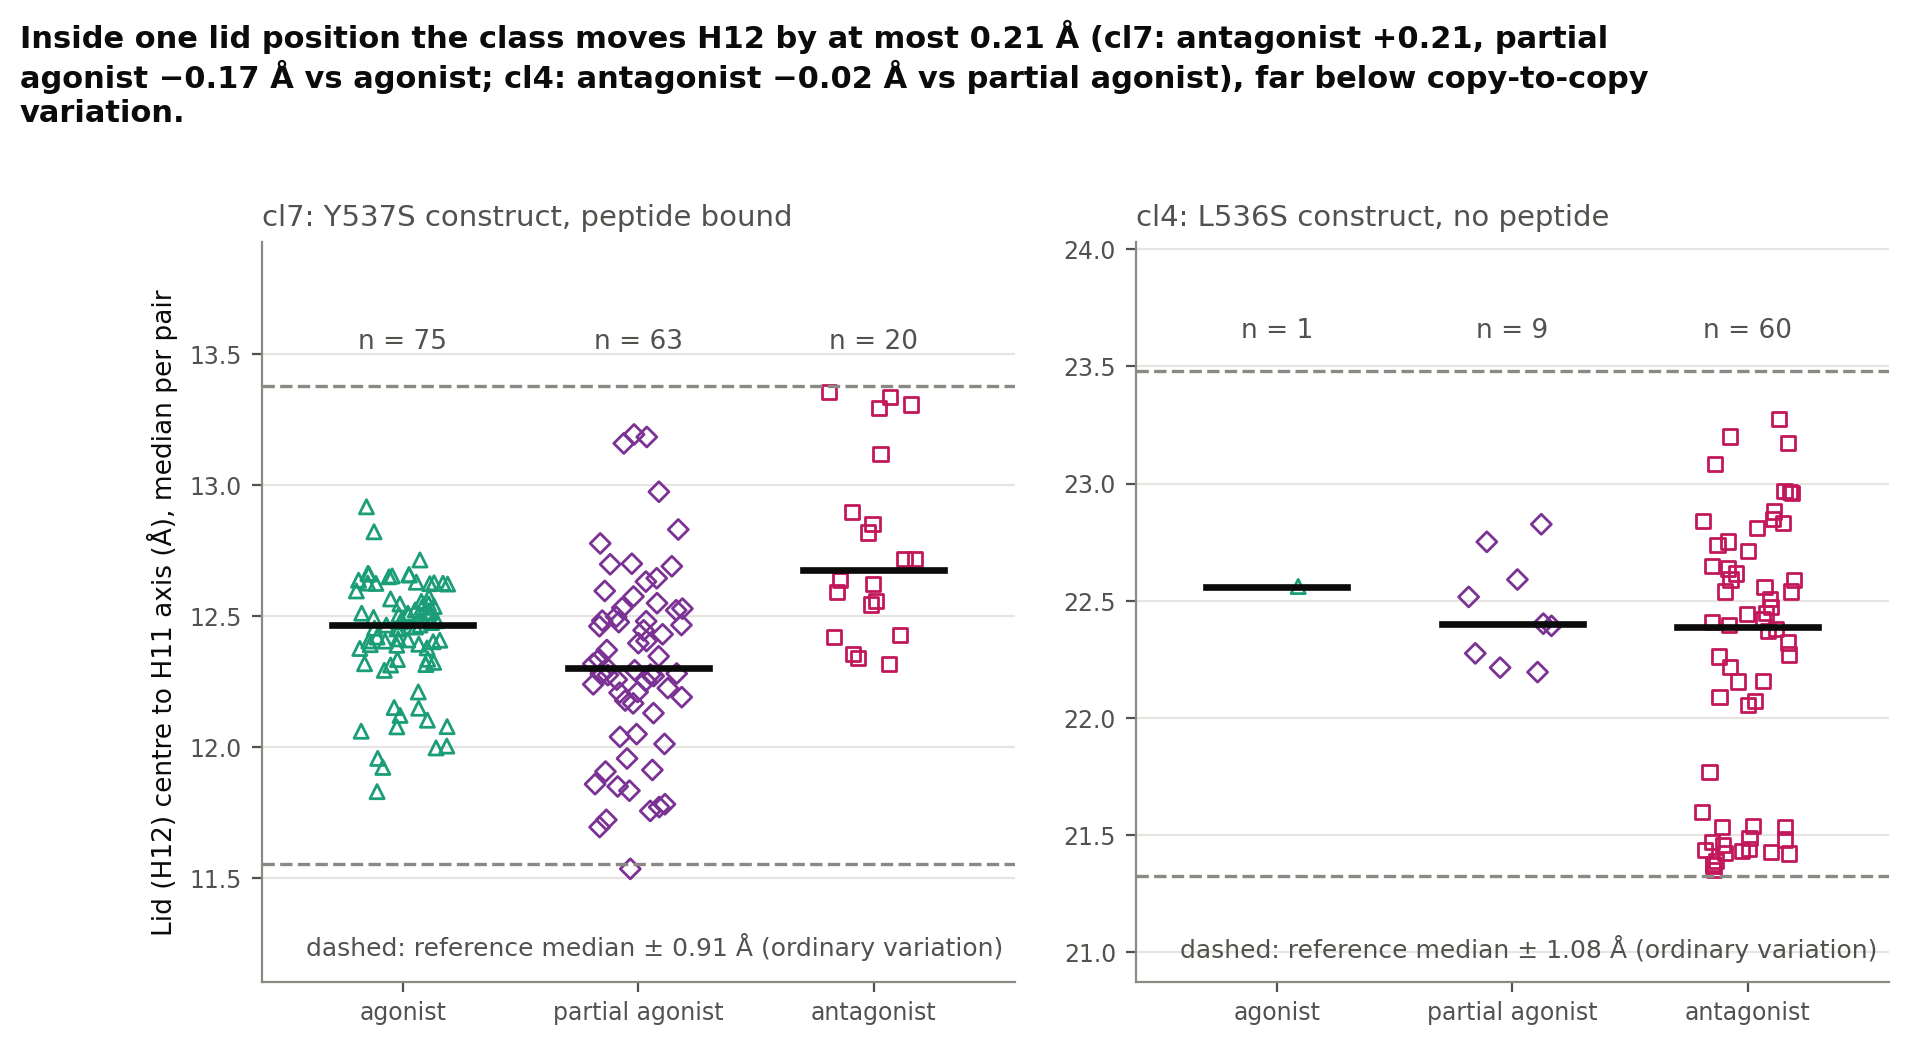 Inside one lid position the class moves H12 by at most 0.21 Å (cl7: antagonist +0.21, partial
agonist −0.17 Å vs agonist; cl4: antagonist −0.02 Å vs partial agonist), far below copy-to-copy
variation.
cl7: Y537S construct, peptide bound
cl4: L536S construct, no peptide
Lid (H12) centre to H11 axis (Å), median per pair
n = 75
n = 63
n = 20
13.5
13.0
12.5
12.0
11.5
dashed: reference median ± 0.91 Å (ordinary variation)
agonist
partial agonist
antagonist
24.0
n = 1
n = 9
n = 60
23.5
23.0
22.5
22.0
21.5
21.0
dashed: reference median ± 1.08 Å (ordinary variation)
agonist
partial agonist
antagonist